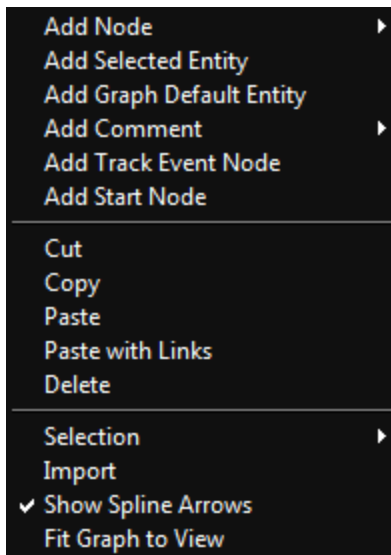 Add Node
Add Selected Entity
Add Graph Default Entity
Add Comment
Add Track Event Node
Add Start Node
Cut
Copy
Paste
Paste with Links
Delete
Selection
Import
Show Spline Arrows
Fit Graph to View